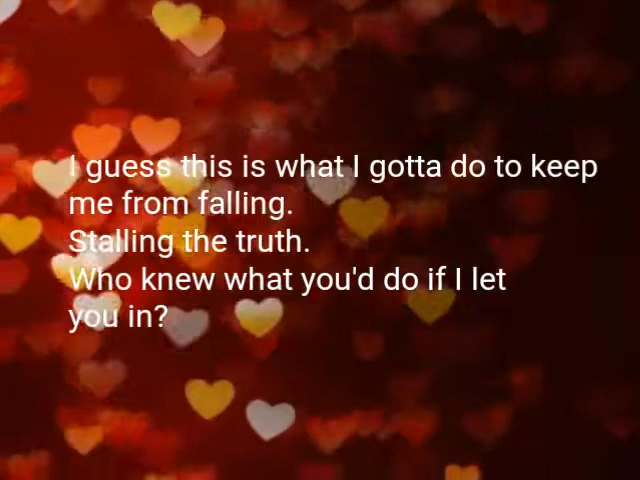 I guess this is what I gotta do to keep
me from falling.
Stalling the truth.
Who knew what you'd do if I let
you in?